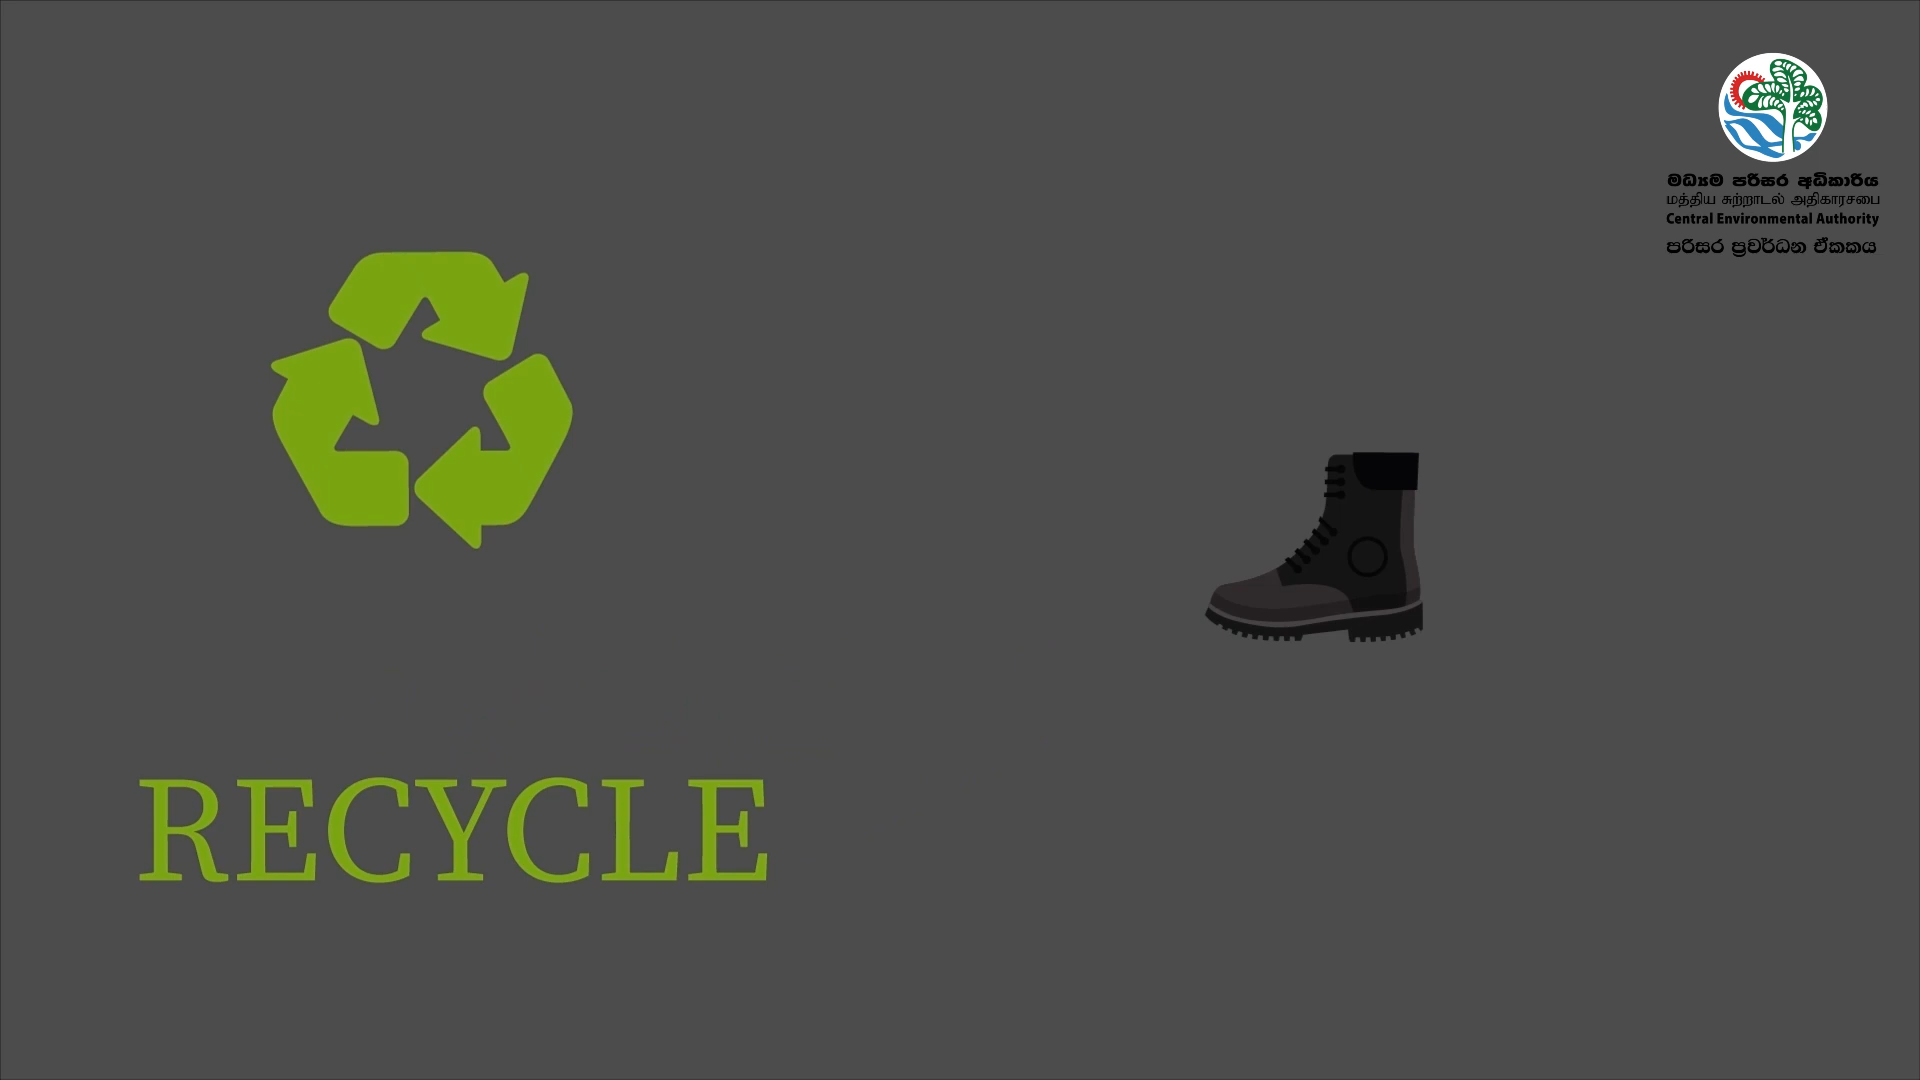 මධ්‍යම පරිසර අධිකාරිය
மத்திய சுற்றாடல் அதிகாரசபை
Central Environmental Authority
පරිසර ප්‍රවර්ධන ඒකකය
RECYCLE